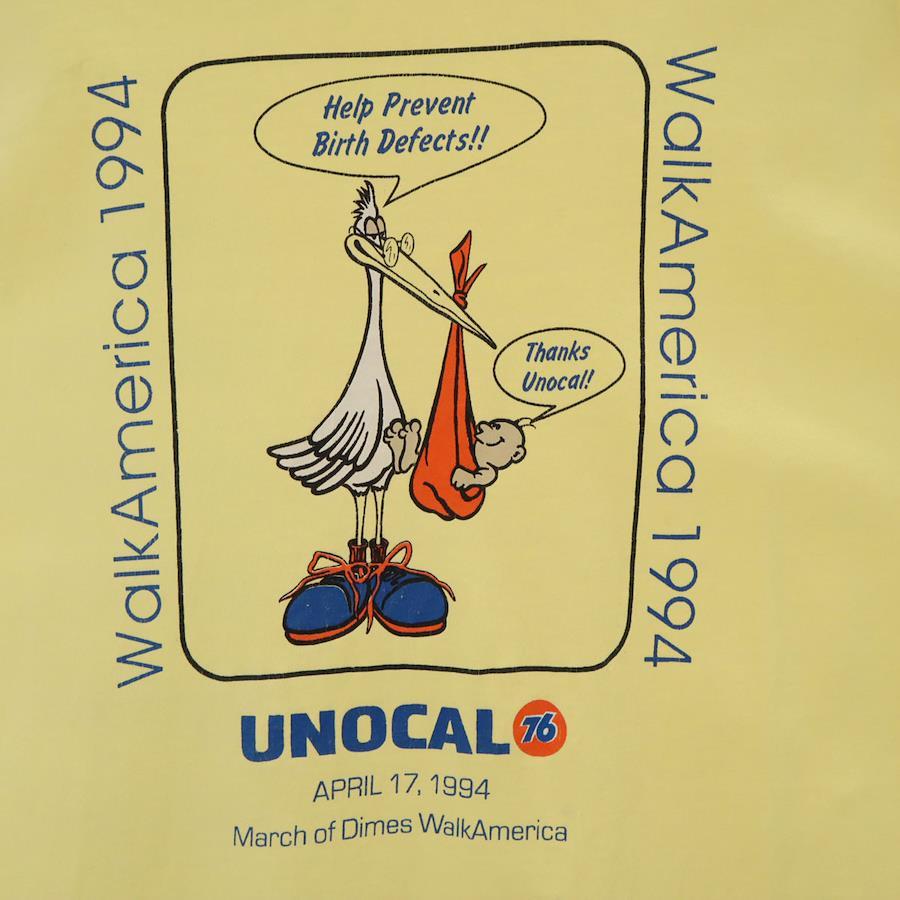 WalkAmerica 1994
Help Prevent
Birth Defects!!
Thanks
Unocal!
WalkAmerica 1994
UNOCAL 76
APRIL 17, 1994
March of Dimes WalkAmerica